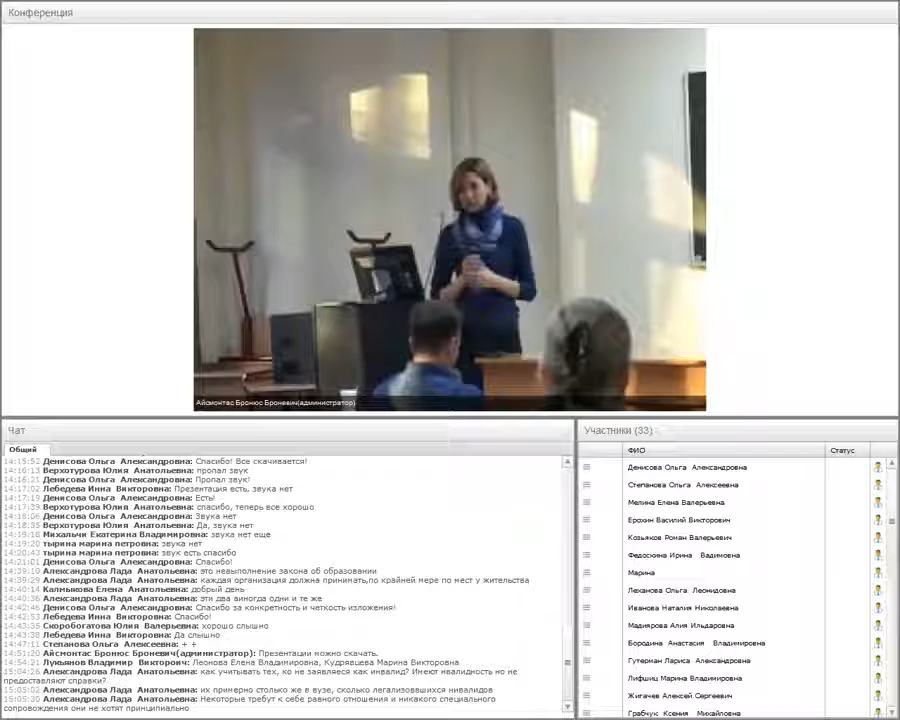 Конференция
Айсмонтас Бронюс Броневич(администратор)
Чат
Общий
14:15:52 Денисова Ольга Александровна: Спасибо! Все скачивается!
14:16:13 Верхотурова Юлия Анатольевна: пропал звук
14:16:21 Денисова Ольга Александровна: Пропал звук!
14:17:02 Лебедева Инна Викторовна: Презентация есть, звука нет
14:17:19 Денисова Ольга Александровна: Есть!
14:17:39 Верхотурова Юлия Анатольевна: спасибо, теперь все хорошо
14:18:06 Денисова Ольга Александровна: Звука нет
14:18:35 Верхотурова Юлия Анатольевна: Да, звука нет
14:19:18 Михальчи Екатерина Владимировна: звука нет еще
14:19:20 тырина марина петровна: звука нет
14:20:43 тырина марина петровна: звук есть спасибо
14:21:01 Денисова Ольга Александровна: Спасибо!
14:39:10 Александрова Лада Анатольевна: это невыполнение закона об образовании
14:39:29 Александрова Лада Анатольевна: каждая организация должна принимать,по крайней мере по мест у жительства
14:40:14 Калмыкова Елена Анатольевна: добрый день
14:40:36 Александрова Лада Анатольевна: эти два виногда одни и те же
14:42:46 Денисова Ольга Александровна: Спасибо за конкретность и четкость изложения!
14:42:53 Лебедева Инна Викторовна: Спасибо!
14:43:35 Скоробогатова Юлия Валерьевна: хорошо слышно
14:43:38 Лебедева Инна Викторовна: Да слышно
14:47:11 Степанова Ольга Алексеевна: + +
14:51:20 Айсмонтас Бронюс Броневич(администратор): Презентации можно скачать.
14:54:21 Лукьянов Владимир Викторович: Леонова Елена Владимировна, Кудрявцева Марина Викторовна
15:04:26 Александрова Лада Анатольевна: как учитывать тех, ко не заявляеся как инвалид? Имеют нвалидность но не
предоставляют справки?
15:05:02 Александрова Лада Анатольевна: их примерно столько же в вузе, сколько легализовавшихся нивалидов
15:05:30 Александрова Лада Анатольевна: Некоторые требуют к себе равного отношения и никакого специального
сопровождения они не хотят принципиально
Участники (33)
ФИО Статус
Денисова Ольга Александровна
Степанова Ольга Алексеевна
Мелина Елена Валерьевна
Ерохин Василий Викторович
Козьяков Роман Валерьевич
Федоскина Ирина Вадимовна
Марина
Леханова Ольга Леонидовна
Иванова Наталия Николаевна
Мадиярова Алия Ильдаровна
Бородина Анастасия Владимировна
Гутерман Лариса Александровна
Лифшиц Марина Владимировна
Жигачев Алексей Сергеевич
Грабчук Ксения Михайловна